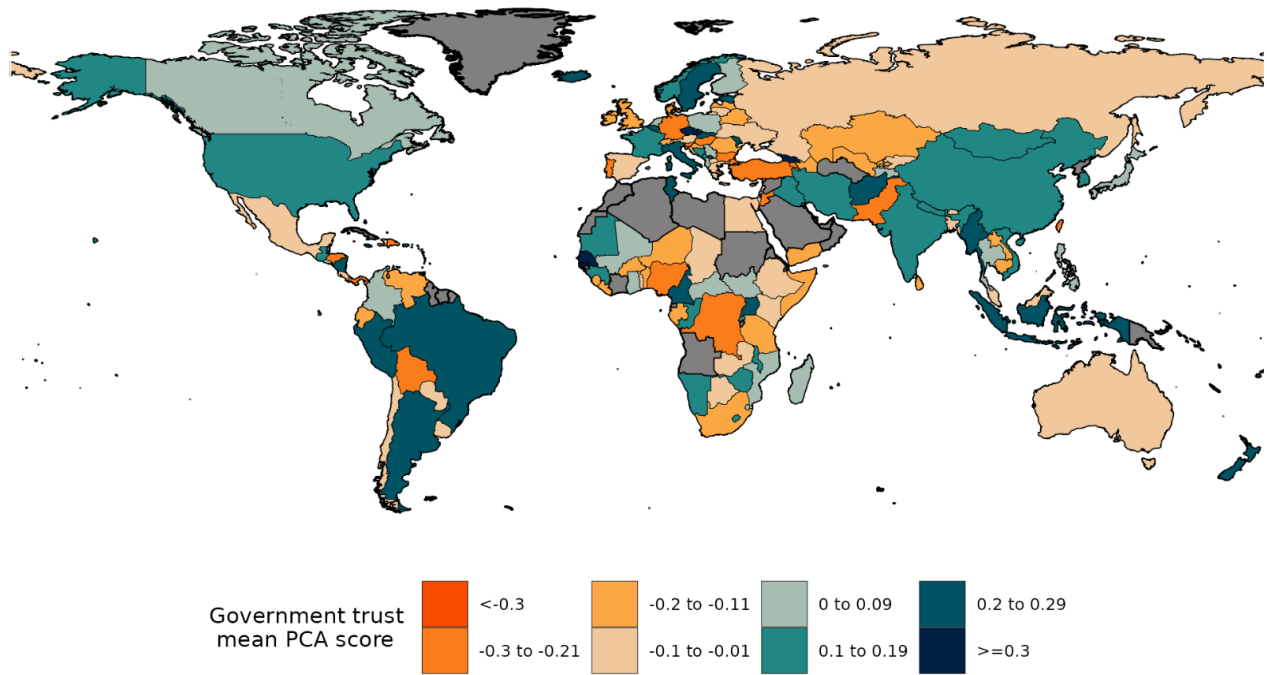 Government trust
mean PCA score
<-0.3
-0.3 to -0.21
-0.2 to -0.11
-0.1 to -0.01
0 to 0.09
0.1 to 0.19
0.2 to 0.29
>=0.3